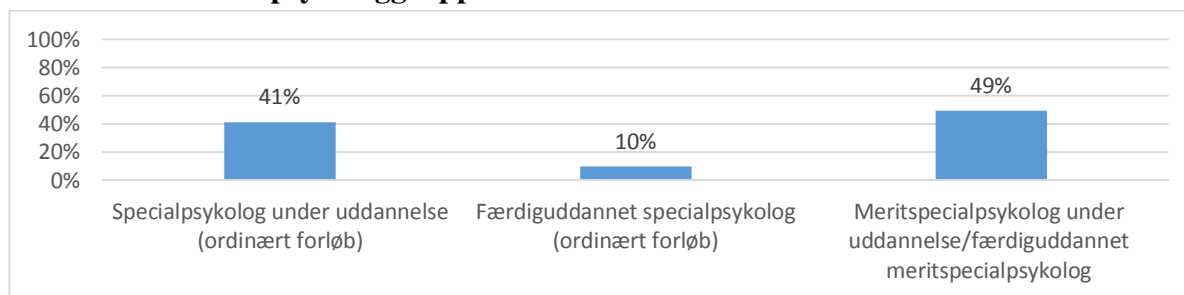 100%
80%
60%
40%
20%
0%
41%
10%
49%
Specialpsykolog under uddannelse
(ordinært forløb)
Færdiguddannet specialpsykolog
(ordinært forløb)
Meritspecialpsykolog under
uddannelse/færdiguddannet
meritspecialpsykolog